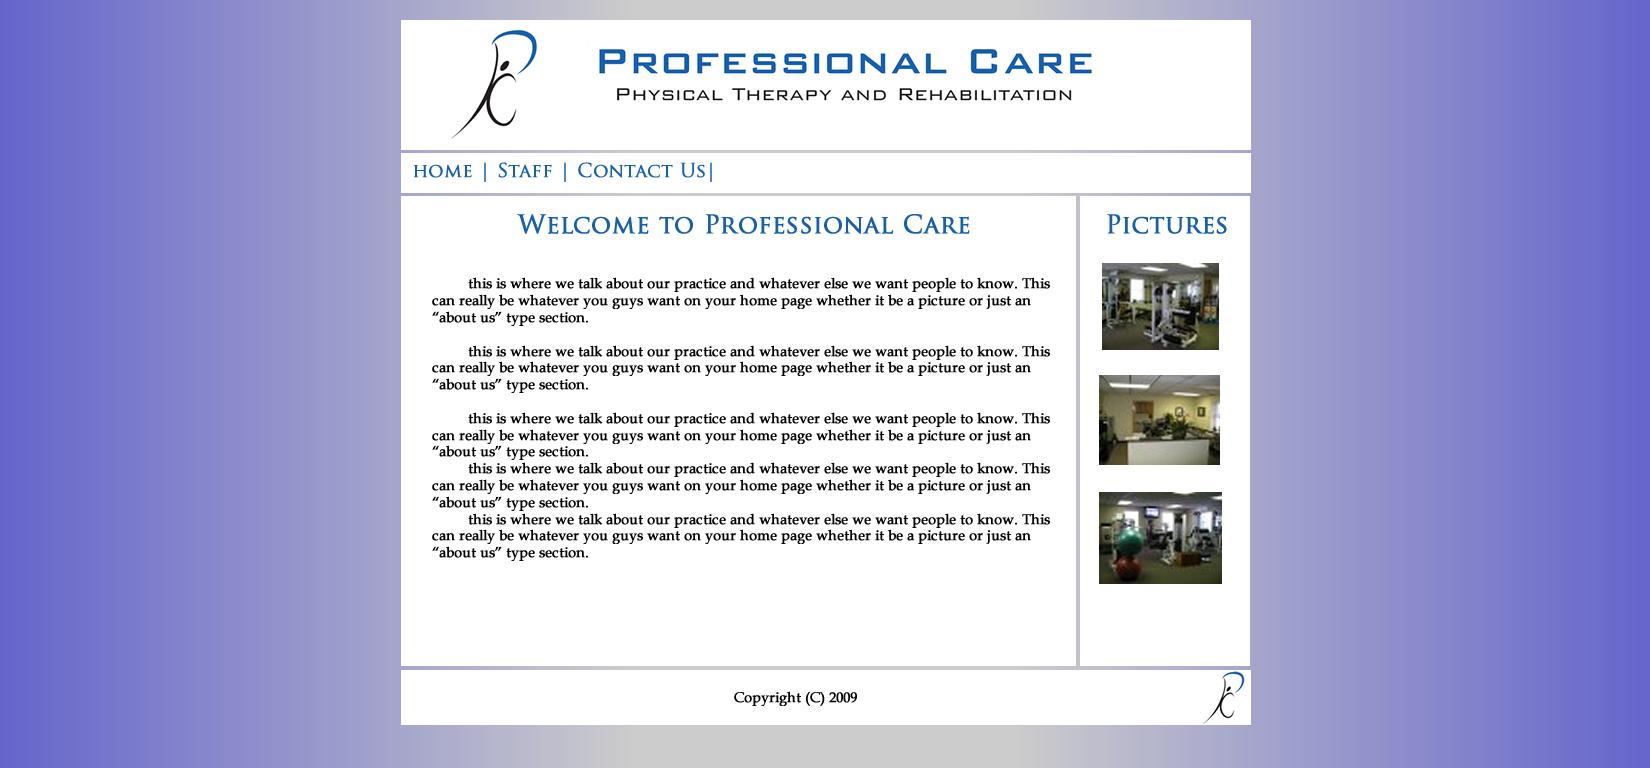 Professional Care
Physical Therapy and Rehabilitation
HOME | STAFF | CONTACT US|
Welcome to Professional Care
Pictures
this is where we talk about our practice and whatever else we want people to know. This
can really be whatever you guys want on your home page whether it be a picture or just an
“about us” type section.
this is where we talk about our practice and whatever else we want people to know. This
can really be whatever you guys want on your home page whether it be a picture or just an
“about us” type section.
this is where we talk about our practice and whatever else we want people to know. This
can really be whatever you guys want on your home page whether it be a picture or just an
“about us” type section.
this is where we talk about our practice and whatever else we want people to know. This
can really be whatever you guys want on your home page whether it be a picture or just an
“about us” type section.
this is where we talk about our practice and whatever else we want people to know. This
can really be whatever you guys want on your home page whether it be a picture or just an
“about us” type section.
Copyright (C) 2009